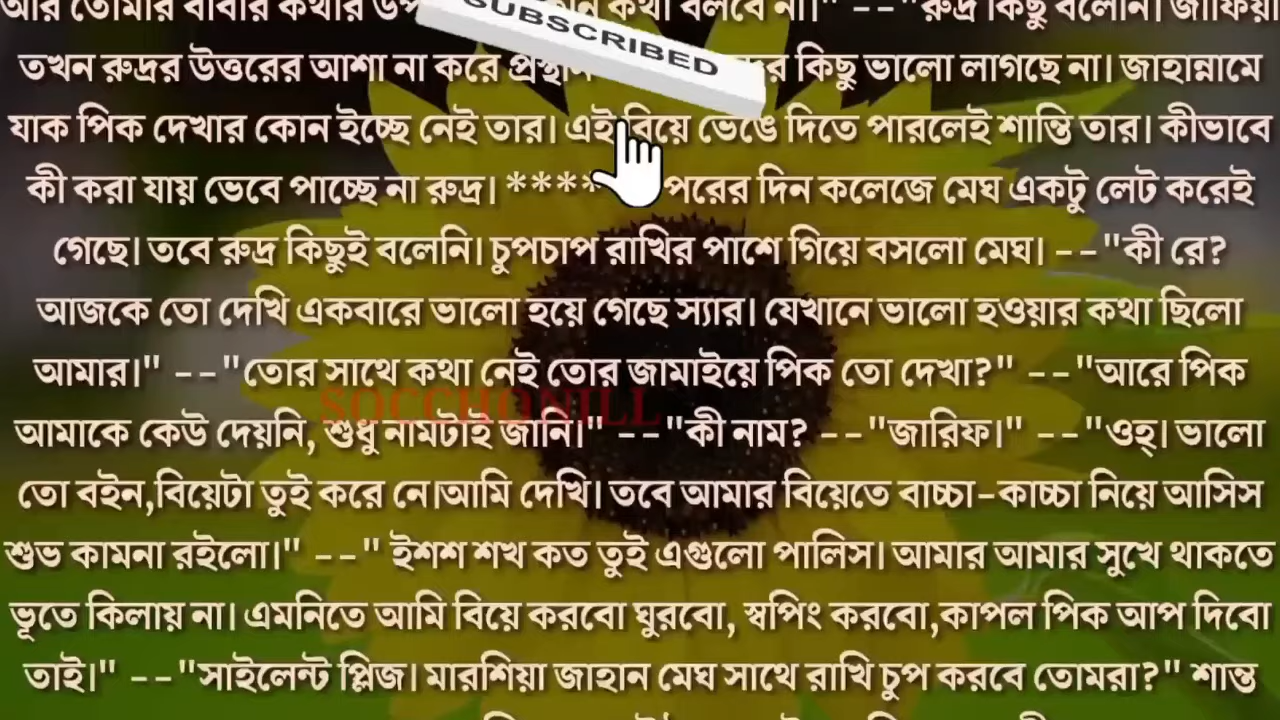 আর তোমার বাবার কথার উপ কথা বলবে না।" --"রুদ্র কিছু বলেনি। জাফিয়া
SUBSCRIBED
তখন রুদ্রর উত্তরের আশা না করে প্রস্থান কিছু ভালো লাগছে না। জাহান্নামে
যাক পিক দেখার কোন ইচ্ছে নেই তার। এই বিয়ে ভেঙে দিতে পারলেই শান্তি তার। কীভাবে
কী করা যায় ভেবে পাচ্ছে না রুদ্র। **** পরের দিন কলেজে মেঘ একটু লেট করেই
গেছে। তবে রুদ্র কিছুই বলেনি। চুপচাপ রাখির পাশে গিয়ে বসলো মেঘ। --"কী রে?
আজকে তো দেখি একবারে ভালো হয়ে গেছে স্যার। যেখানে ভালো হওয়ার কথা ছিলো
আমার।" --"তোর সাথে কথা নেই তোর জামাইয়ে পিক তো দেখা?" --"আরে পিক
SOCCHONILL
আমাকে কেউ দেয়নি, শুধু নামটাই জানি।" --"কী নাম? --"জারিফ।" --"ওহ্। ভালো
তো বইন,বিয়েটা তুই করে নে।আমি দেখি। তবে আমার বিয়েতে বাচ্চা-কাচ্চা নিয়ে আসিস
শুভ কামনা রইলো।" --" ইশশ শখ কত তুই এগুলো পালিস। আমার আমার সুখে থাকতে
ভূতে কিলায় না। এমনিতে আমি বিয়ে করবো ঘুরবো, স্বপিং করবো,কাপল পিক আপ দিবো
তাই।" --"সাইলেন্ট প্লিজ। মারশিয়া জাহান মেঘ সাথে রাখি চুপ করবে তোমরা?" শান্ত